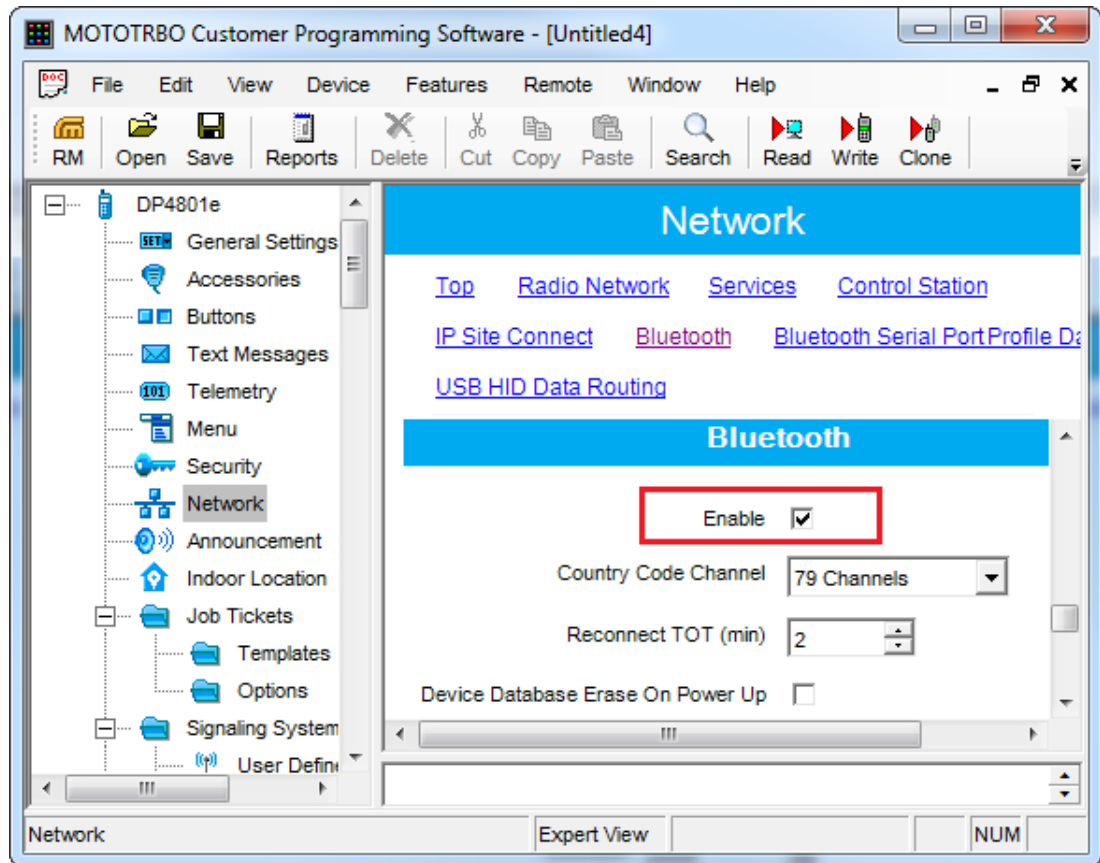 MOTOTRBO Customer Programming Software - [Untitled4]
DOC File Edit View Device Features Remote Window Help
RM Open Save Reports Delete Cut Copy Paste Search Read Write Clone
DP4801e
SET General Settings
Accessories
Buttons
Text Messages
101 Telemetry
Menu
Security
Network
Announcement
Indoor Location
Job Tickets
Templates
Options
Signaling System
User Define
Network
Top Radio Network Services Control Station
IP Site Connect Bluetooth Bluetooth Serial Port Profile Da
USB HID Data Routing
Bluetooth
Enable
Country Code Channel 79 Channels
Reconnect TOT (min) 2
Device Database Erase On Power Up
Network Expert View NUM